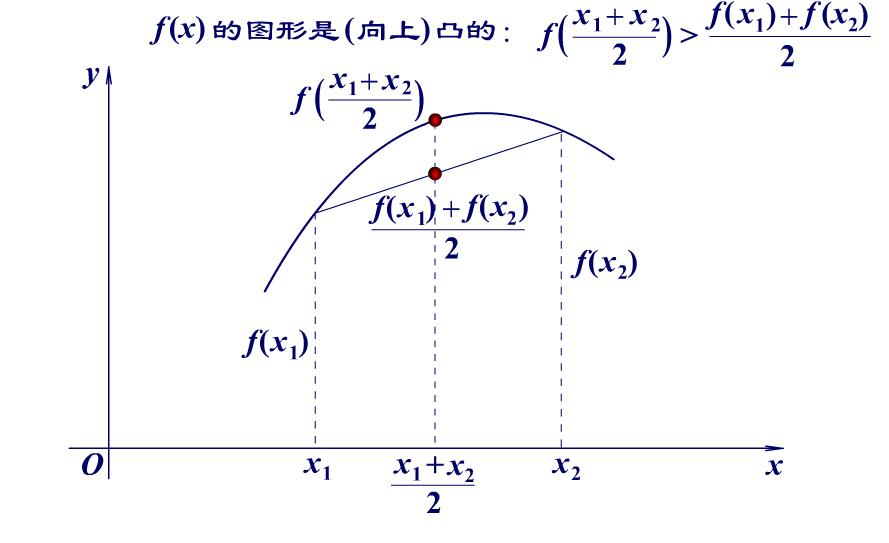 f(x) 的图形是(向上)凸的： f((x₁+x₂)/2) > (f(x₁)+f(x₂))/2
y
f((x₁+x₂)/2)
(f(x₁)+f(x₂))/2
f(x₂)
f(x₁)
O x₁ (x₁+x₂)/2 x₂ x